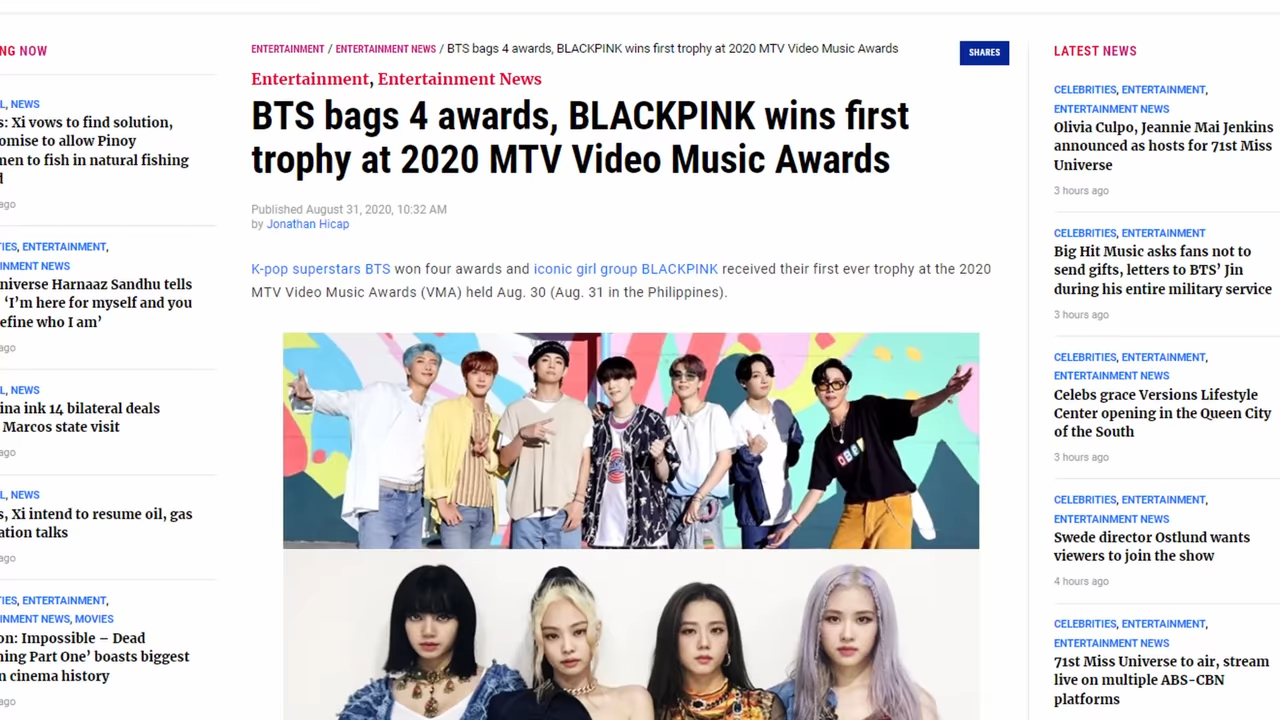 NG NOW
L, NEWS
s: Xi vows to find solution,
omise to allow Pinoy
men to fish in natural fishing
d
ago
TIES, ENTERTAINMENT,
INMENT NEWS
niverse Harnaaz Sandhu tells
‘I’m here for myself and you
efine who I am’
ago
L, NEWS
ina ink 14 bilateral deals
Marcos state visit
ago
L, NEWS
s, Xi intend to resume oil, gas
ation talks
ago
TIES, ENTERTAINMENT,
INMENT NEWS, MOVIES
on: Impossible – Dead
ning Part One’ boasts biggest
n cinema history
ago
ENTERTAINMENT / ENTERTAINMENT NEWS / BTS bags 4 awards, BLACKPINK wins first trophy at 2020 MTV Video Music Awards
SHARES
Entertainment, Entertainment News
BTS bags 4 awards, BLACKPINK wins first
trophy at 2020 MTV Video Music Awards
Published August 31, 2020, 10:32 AM
by Jonathan Hicap
K-pop superstars BTS won four awards and iconic girl group BLACKPINK received their first ever trophy at the 2020
MTV Video Music Awards (VMA) held Aug. 30 (Aug. 31 in the Philippines).
LATEST NEWS
CELEBRITIES, ENTERTAINMENT,
ENTERTAINMENT NEWS
Olivia Culpo, Jeannie Mai Jenkins
announced as hosts for 71st Miss
Universe
3 hours ago
CELEBRITIES, ENTERTAINMENT
Big Hit Music asks fans not to
send gifts, letters to BTS’ Jin
during his entire military service
3 hours ago
CELEBRITIES, ENTERTAINMENT,
ENTERTAINMENT NEWS
Celebs grace Versions Lifestyle
Center opening in the Queen City
of the South
3 hours ago
CELEBRITIES, ENTERTAINMENT,
ENTERTAINMENT NEWS
Swede director Ostlund wants
viewers to join the show
4 hours ago
CELEBRITIES, ENTERTAINMENT,
ENTERTAINMENT NEWS
71st Miss Universe to air, stream
live on multiple ABS-CBN
platforms